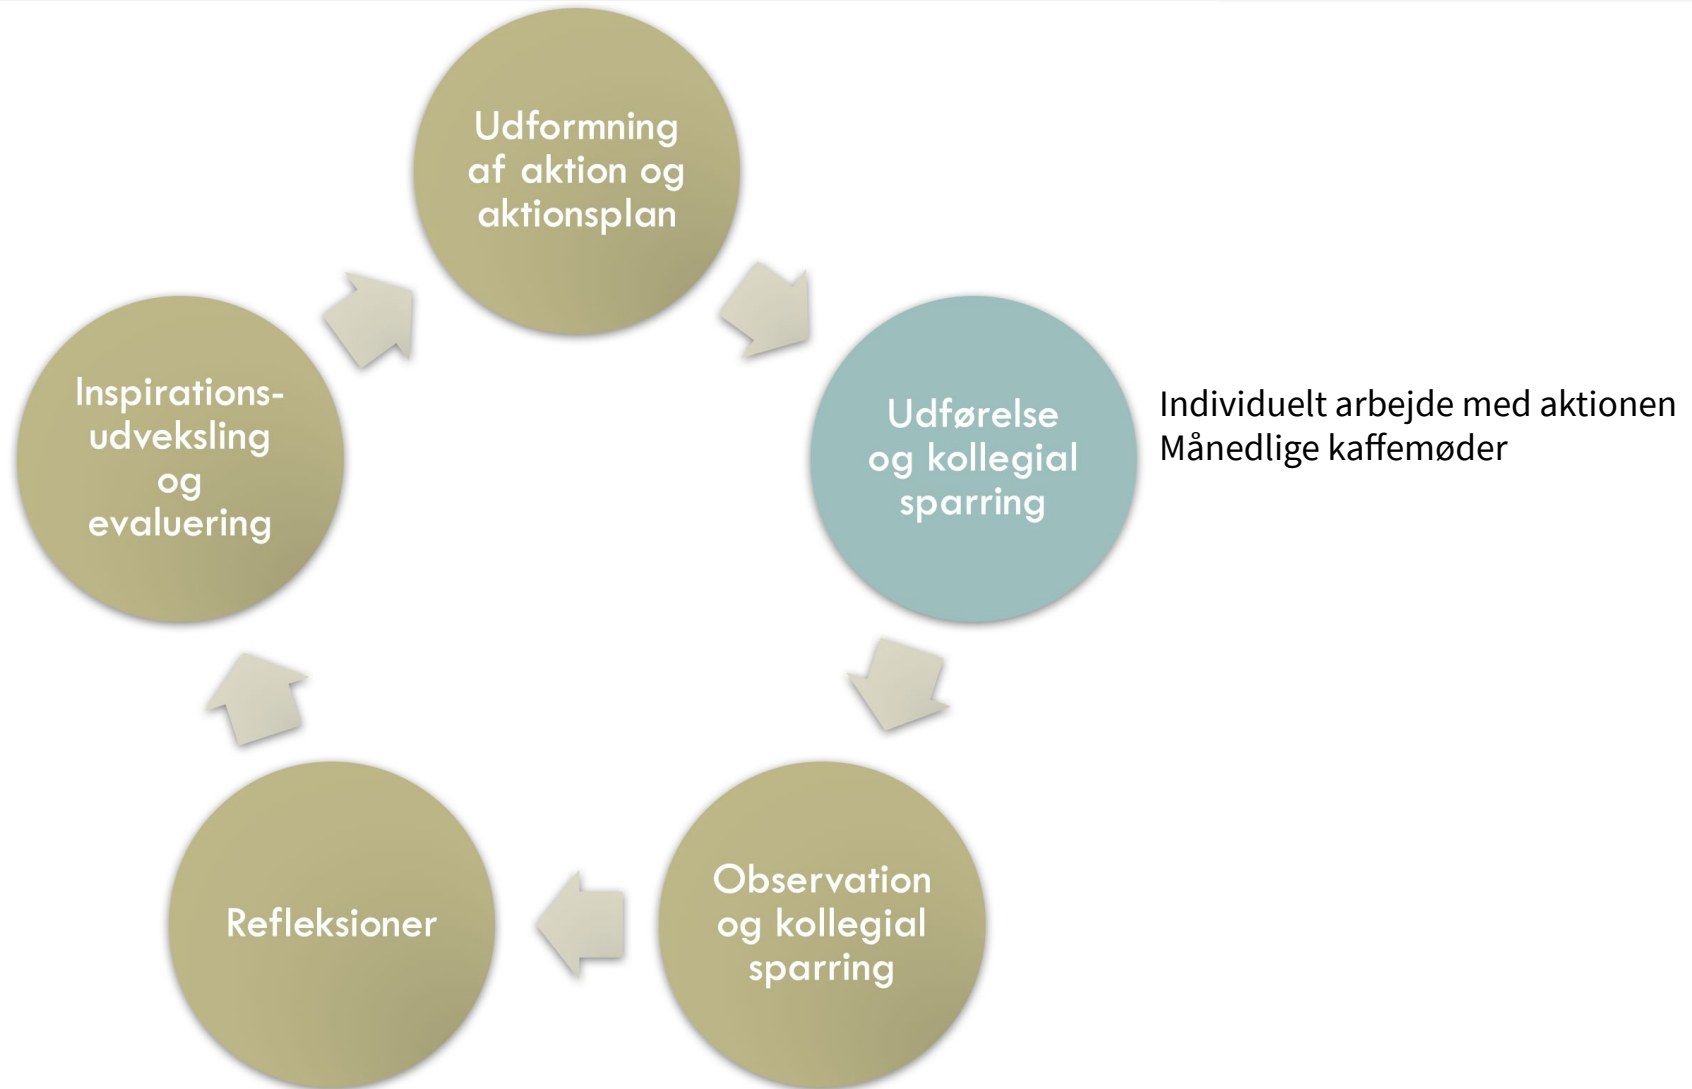 Udformning
af aktion og
aktionsplan
Udførelse
og kollegial
sparring
Individuelt arbejde med aktionen
Månedlige kaffemøder
Observation
og kollegial
sparring
Refleksioner
Inspirations-
udveksling
og
evaluering